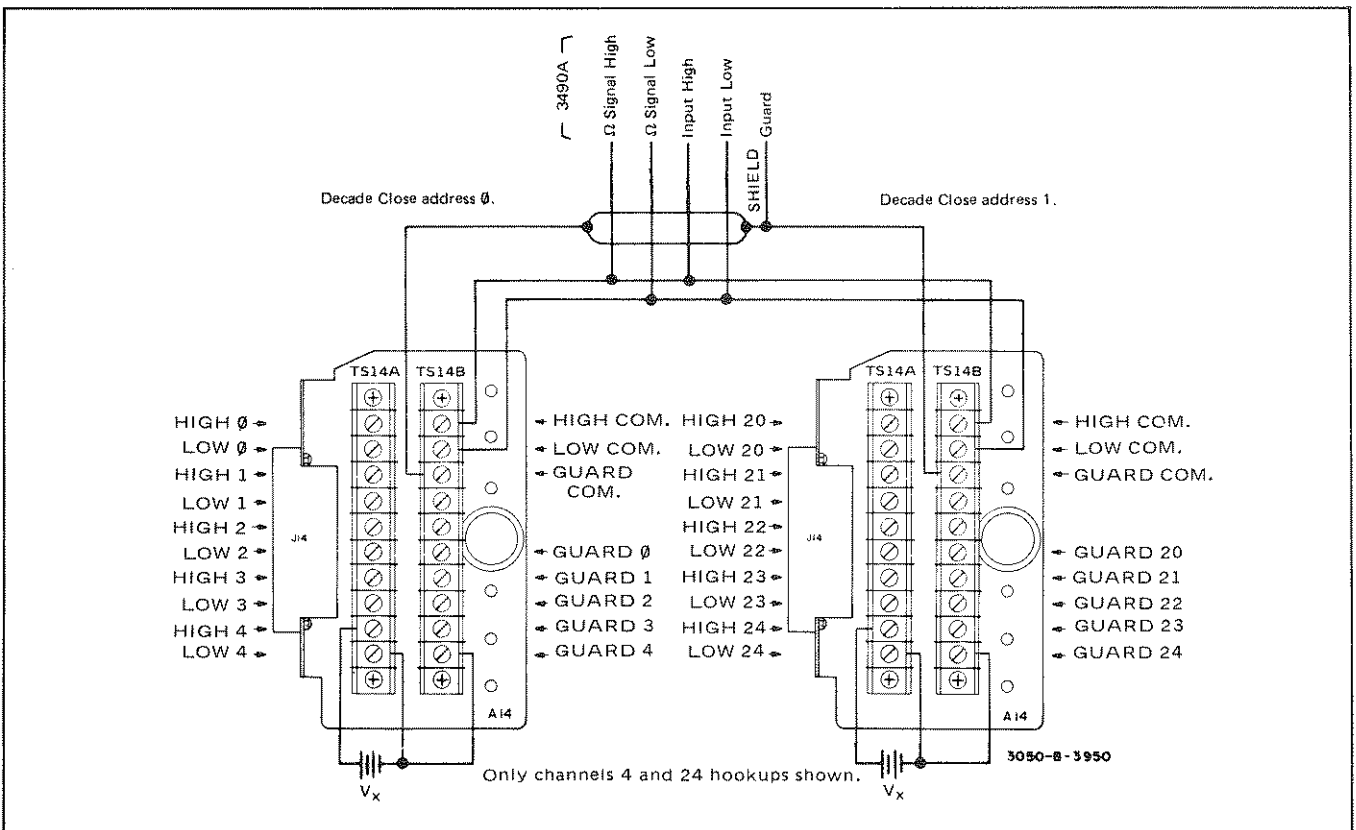 3490A
Ω Signal High
Ω Signal Low
Input High
Input Low
SHIELD
Guard
Decade Close address Ø.
Decade Close address 1.
TS14A TS14B
HIGH Ø
LOW Ø
HIGH 1
LOW 1
HIGH 2
LOW 2
HIGH 3
LOW 3
HIGH 4
LOW 4
J14
HIGH COM.
LOW COM.
GUARD
COM.
GUARD Ø
GUARD 1
GUARD 2
GUARD 3
GUARD 4
A14
Vx
TS14A TS14B
HIGH 20
LOW 20
HIGH 21
LOW 21
HIGH 22
LOW 22
HIGH 23
LOW 23
HIGH 24
LOW 24
J14
HIGH COM.
LOW COM.
GUARD COM.
GUARD 20
GUARD 21
GUARD 22
GUARD 23
GUARD 24
A14
Vx
Only channels 4 and 24 hookups shown.
3050-B-3950